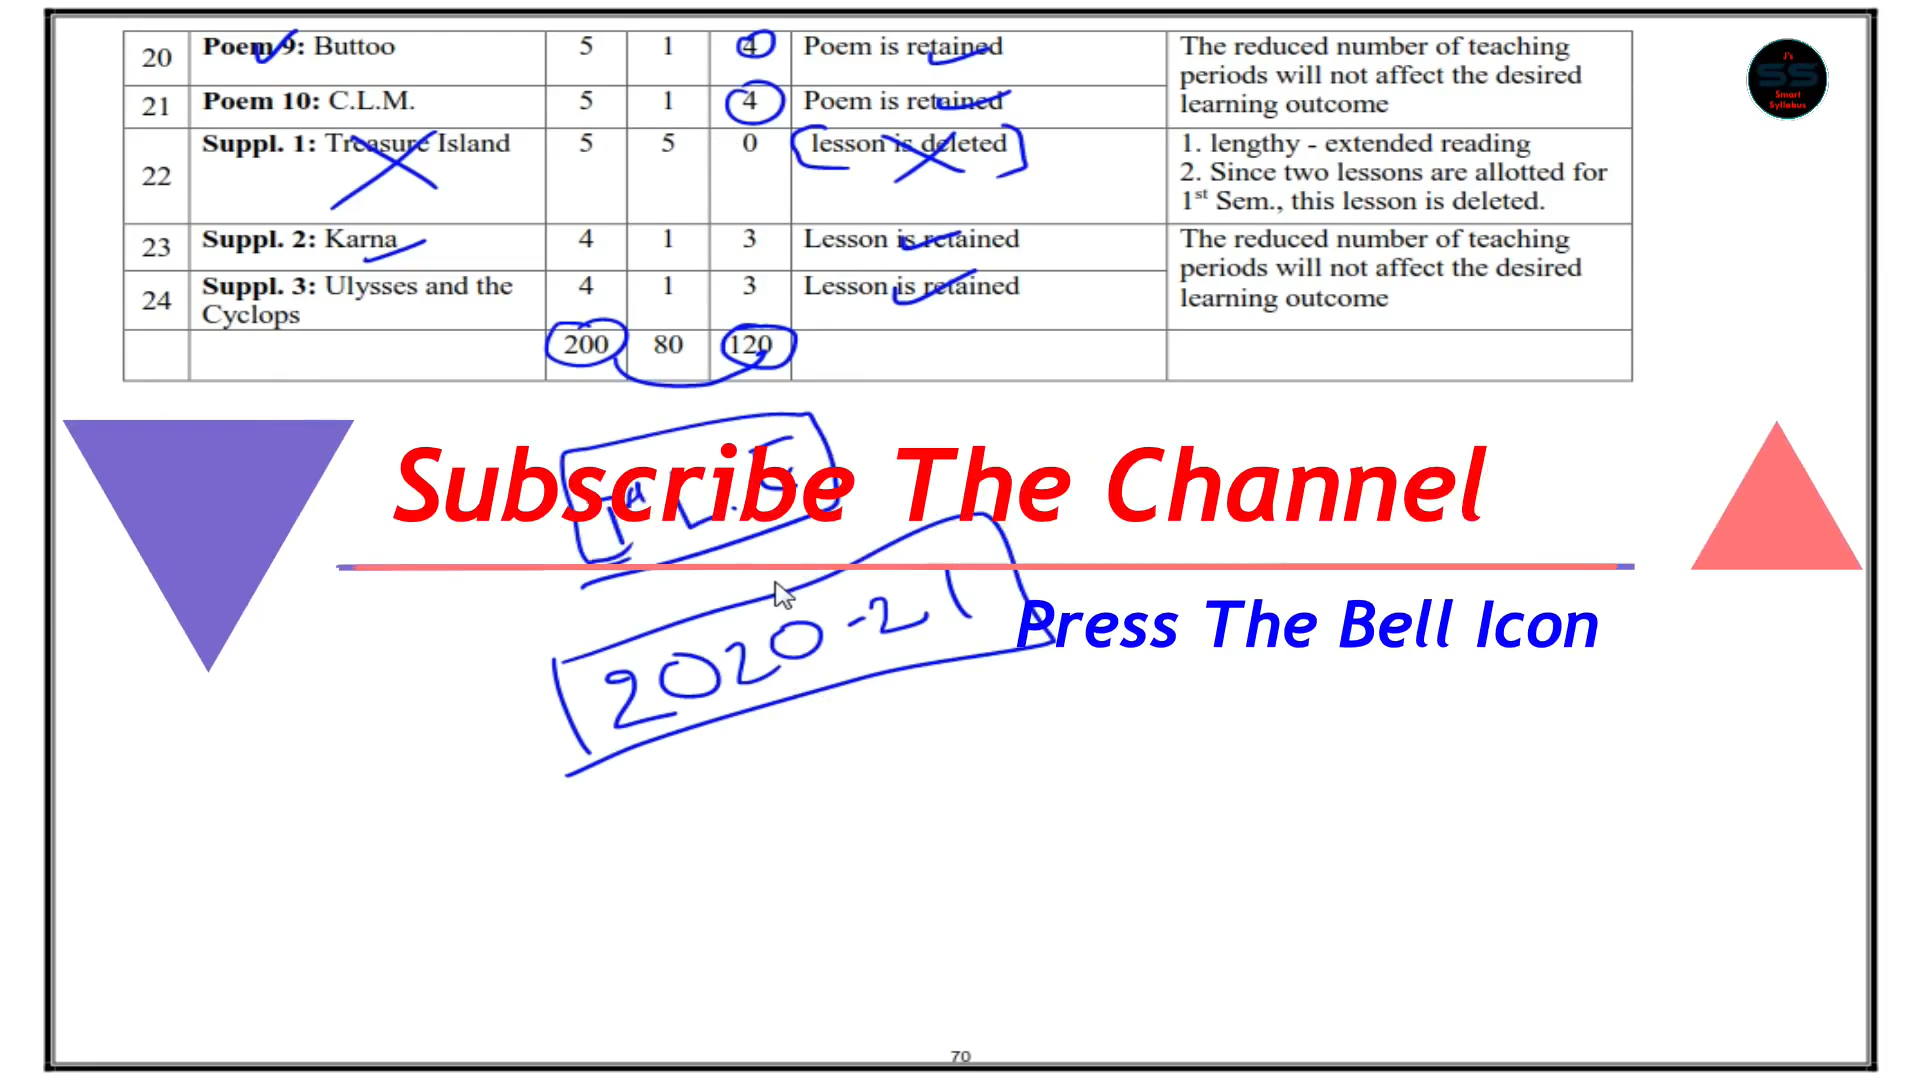 20 Poem 9: Buttoo 5 1 4 Poem is retained The reduced number of teaching
periods will not affect the desired
learning outcome
21 Poem 10: C.L.M. 5 1 4 Poem is retained
22 Suppl. 1: Treasure Island 5 5 0 lesson is deleted 1. lengthy - extended reading
2. Since two lessons are allotted for
1st Sem., this lesson is deleted.
23 Suppl. 2: Karna 4 1 3 Lesson is retained The reduced number of teaching
periods will not affect the desired
learning outcome
24 Suppl. 3: Ulysses and the
Cyclops 4 1 3 Lesson is retained
200 80 120
J's
SS
Smart
Syllabus
Subscribe The Channel
Press The Bell Icon
2020-21
70